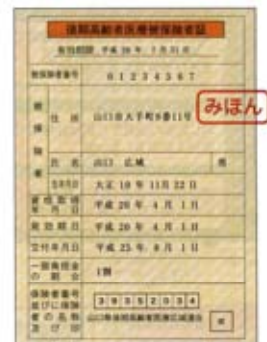 後期高齢者医療被保険者証
有効期限 平成26年 7月31日
被保険者番号 01234567
みほん
被保険者
住所 山口市大手町9番11号
氏名 山口 広域 男
生年月日 大正10年11月22日
資格取得年月日 平成20年 4月 1日
発効期日 平成20年 4月 1日
交付年月日 平成25年 8月 1日
一部負担金の割合 1割
保険者番号並びに保険者の名称及び印
39352034
山口県後期高齢者医療広域連合
印